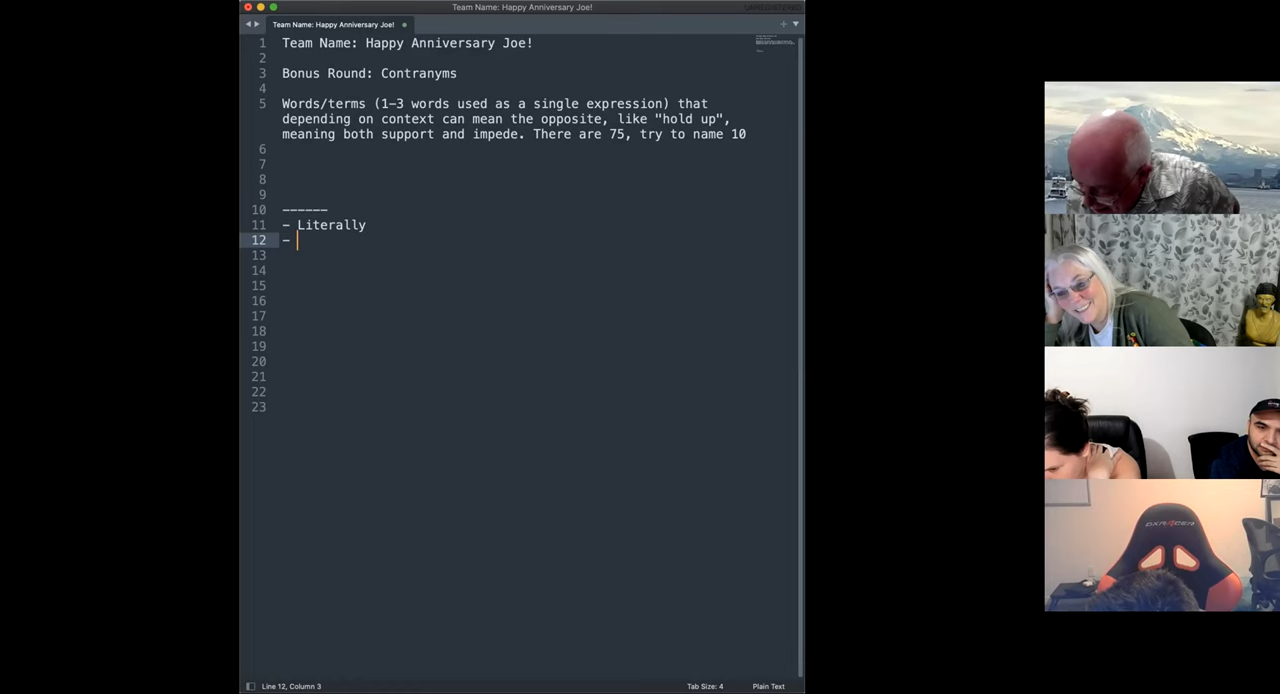 Team Name: Happy Anniversary Joe!
UNREGISTERED
Team Name: Happy Anniversary Joe!
1 Team Name: Happy Anniversary Joe!
2
3 Bonus Round: Contranyms
4
5 Words/terms (1-3 words used as a single expression) that
depending on context can mean the opposite, like "hold up",
meaning both support and impede. There are 75, try to name 10
6
7
8
9
10 ------
11 - Literally
12 -
13
14
15
16
17
18
19
20
21
22
23
DXRACER
Line 12, Column 3
Tab Size: 4
Plain Text